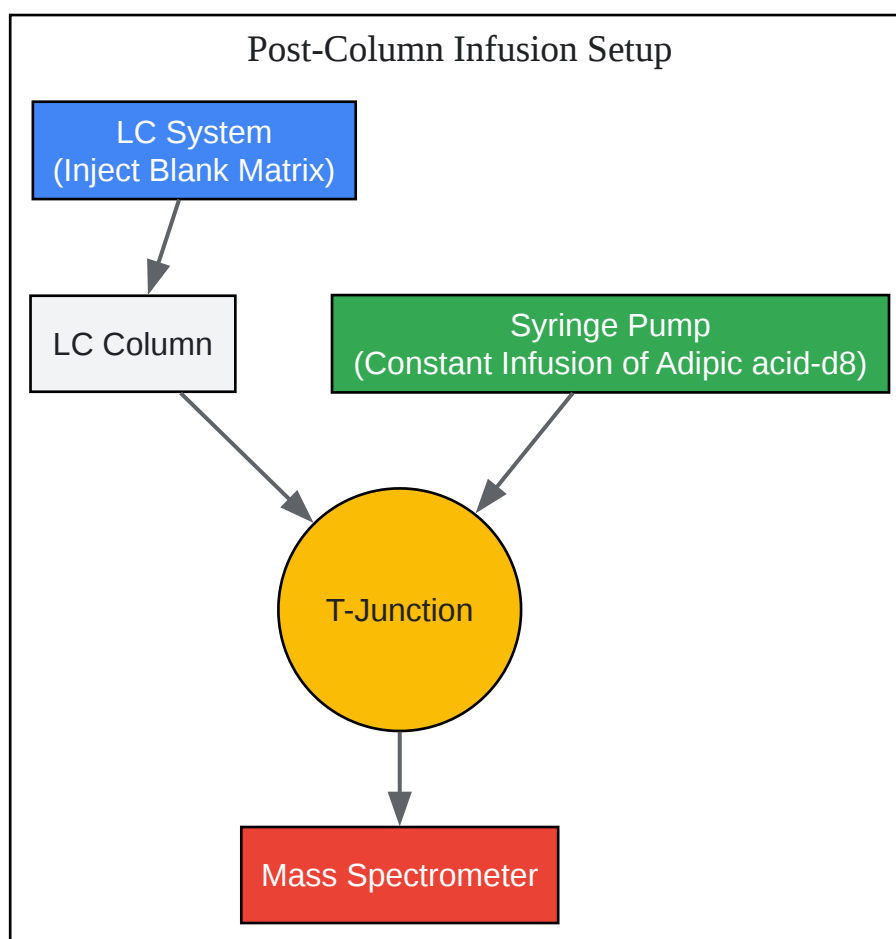 Post-Column Infusion Setup
LC System
(Inject Blank Matrix)
LC Column
Syringe Pump
(Constant Infusion of Adipic acid-d8)
T-Junction
Mass Spectrometer